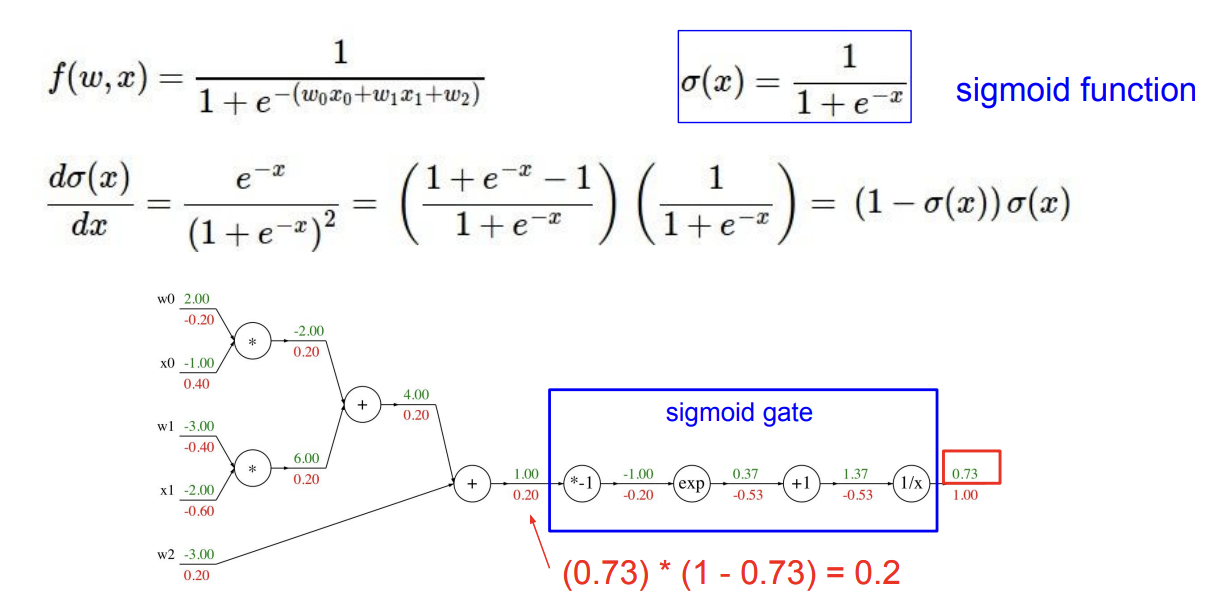 f(w, x) = \frac{1}{1 + e^{-(w_0x_0+w_1x_1+w_2)}}
σ(x) = \frac{1}{1 + e^{-x}}
sigmoid function
\frac{dσ(x)}{dx} = \frac{e^{-x}}{(1 + e^{-x})^2} = \left(\frac{1 + e^{-x} - 1}{1 + e^{-x}}\right) \left(\frac{1}{1 + e^{-x}}\right) = (1 - σ(x)) σ(x)
w0 2.00
-0.20
*
-2.00
0.20
x0 -1.00
0.40
+
4.00
0.20
sigmoid gate
w1 -3.00
-0.40
*
6.00
0.20
x1 -2.00
-0.60
+
1.00
0.20
*-1
-1.00
-0.20
exp
0.37
-0.53
+1
1.37
-0.53
1/x
0.73
1.00
w2 -3.00
0.20
(0.73) * (1 - 0.73) = 0.2